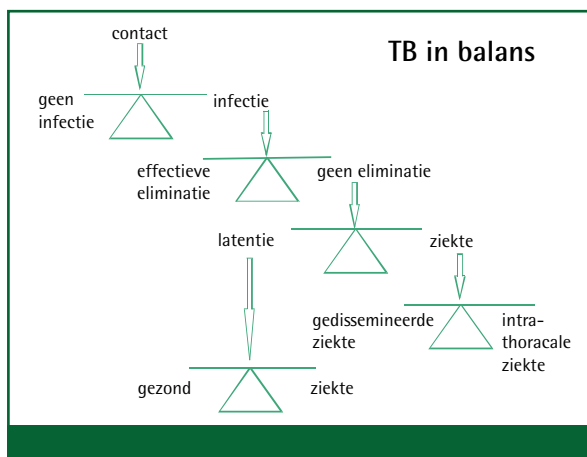 contact
TB in balans
geen
infectie
infectie
effectieve
eliminatie
geen eliminatie
latentie
ziekte
gedissemineerde
ziekte
intra-
thoracale
ziekte
gezond
ziekte